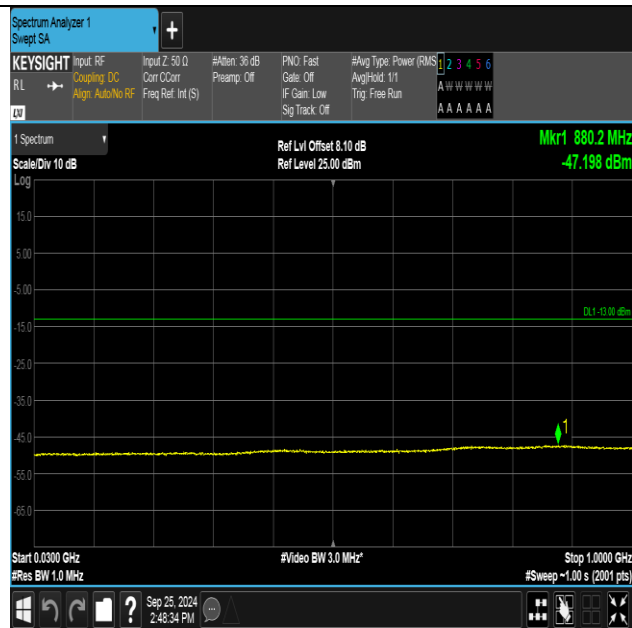 Spectrum Analyzer 1
Swept SA
+
KEYSIGHT
RL
LXI
Input: RF
Coupling: DC
Align: Auto/No RF
Input Z: 50 Ω
Corr CCorr
Freq Ref: Int (S)
#Atten: 36 dB
Preamp: Off
PNO: Fast
Gate: Off
IF Gain: Low
Sig Track: Off
#Avg Type: Power (RMS
Avg|Hold: 1/1
Trig: Free Run
1 2 3 4 5 6
A W W W W W
A A A A A A
1 Spectrum
Scale/Div 10 dB
Log
Ref Lvl Offset 8.10 dB
Ref Level 25.00 dBm
Mkr1 880.2 MHz
-47.198 dBm
15.0
5.00
-5.00
DL1 -13.00 dBm
-15.0
-25.0
-35.0
1
-45.0
-55.0
-65.0
Start 0.0300 GHz
#Res BW 1.0 MHz
#Video BW 3.0 MHz*
Stop 1.0000 GHz
#Sweep ~1.00 s (2001 pts)
?
Sep 25, 2024
2:48:34 PM